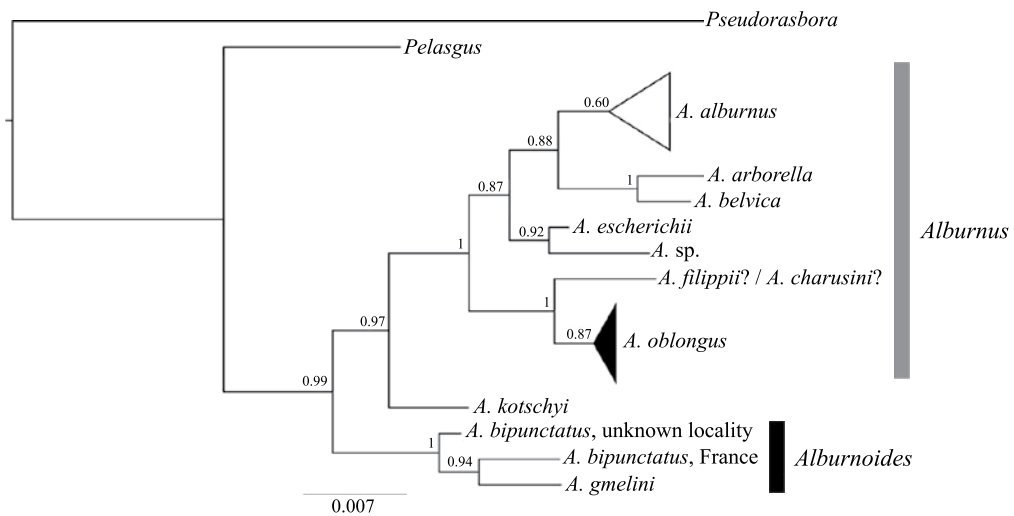 Pseudorasbora
Pelasgus
0.60
A. alburnus
0.88
1
A. arborella
A. belvica
0.87
0.92
A. escherichii
A. sp.
1
A. filippii? / A. charusini?
1
0.87
A. oblongus
Alburnus
0.97
0.99
A. kotschyi
1
A. bipunctatus, unknown locality
0.94
A. bipunctatus, France
A. gmelini
Alburnoides
0.007